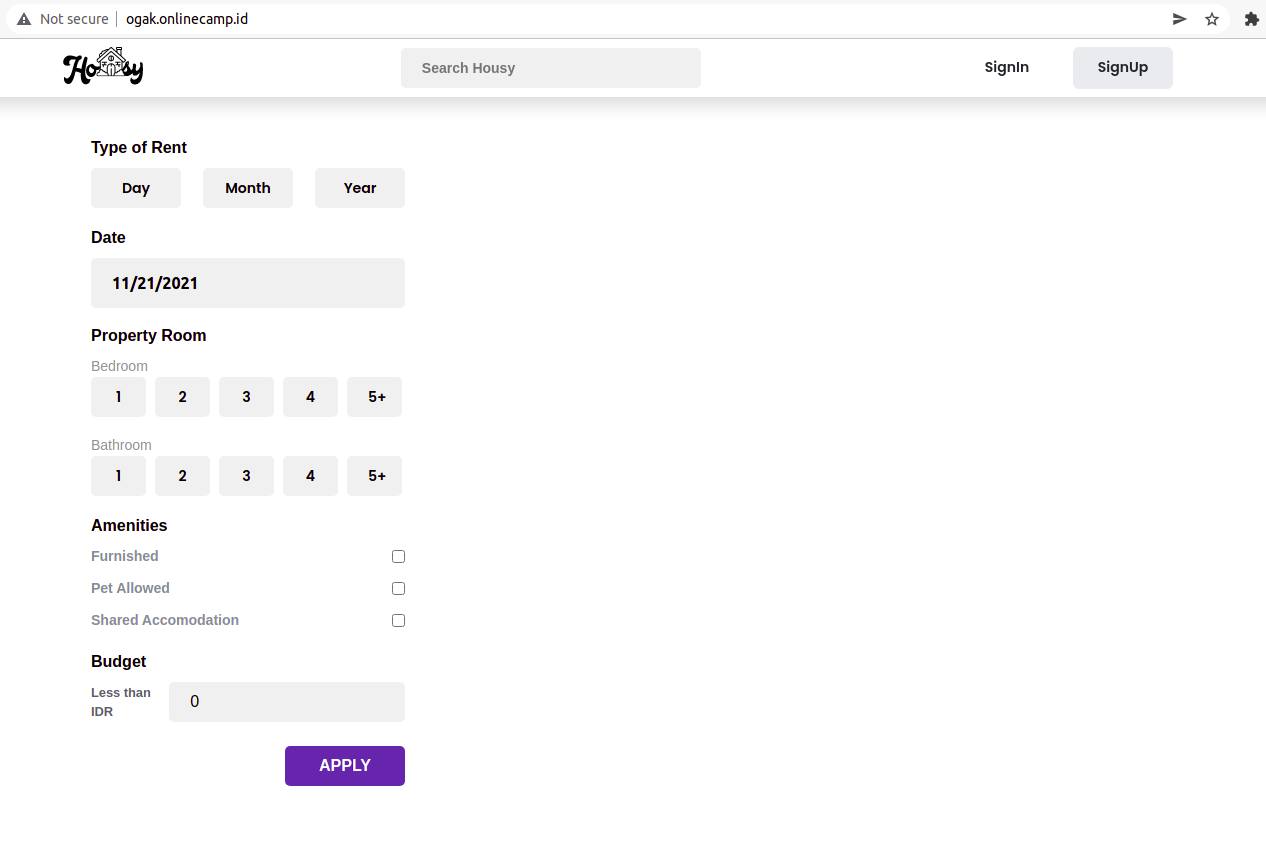 Not secure ogak.onlinecamp.id
Housy Search Housy SignIn SignUp
Type of Rent
Day Month Year
Date
11/21/2021
Property Room
Bedroom
1 2 3 4 5+
Bathroom
1 2 3 4 5+
Amenities
Furnished
Pet Allowed
Shared Accomodation
Budget
Less than
IDR
0
APPLY